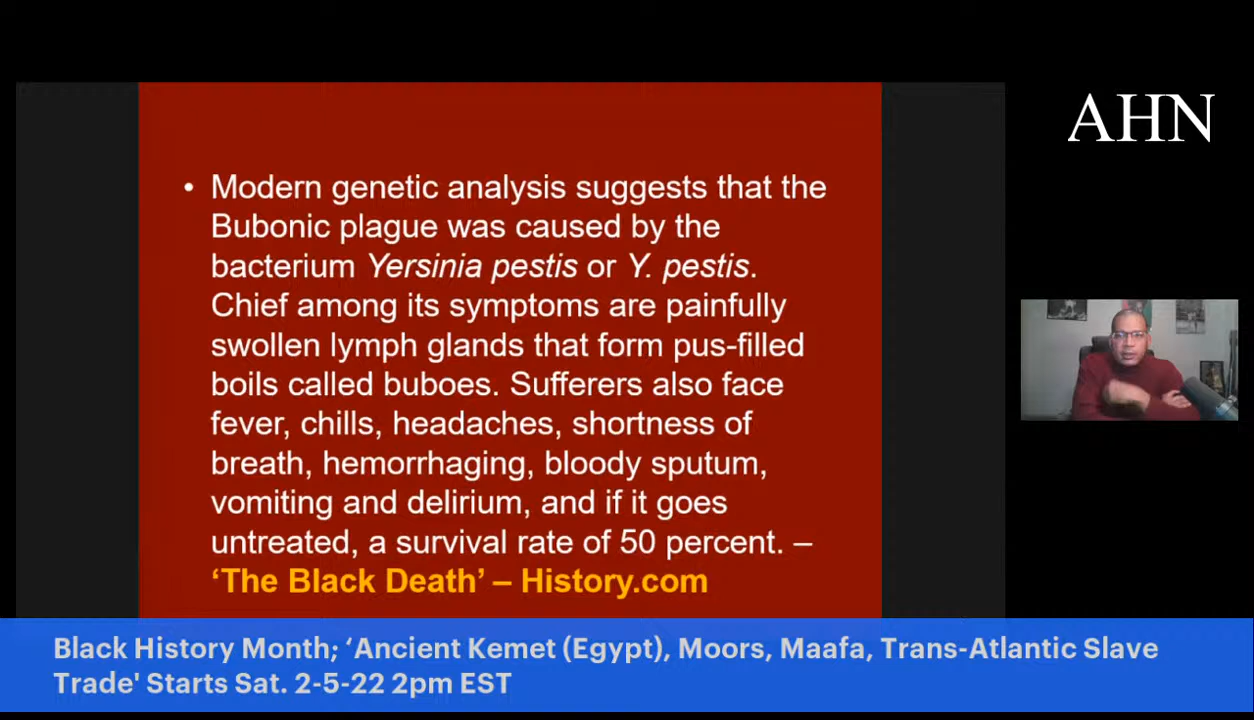 AHN
• Modern genetic analysis suggests that the
Bubonic plague was caused by the
bacterium Yersinia pestis or Y. pestis.
Chief among its symptoms are painfully
swollen lymph glands that form pus-filled
boils called buboes. Sufferers also face
fever, chills, headaches, shortness of
breath, hemorrhaging, bloody sputum,
vomiting and delirium, and if it goes
untreated, a survival rate of 50 percent. –
‘The Black Death’ – History.com
Black History Month; ‘Ancient Kemet (Egypt), Moors, Maafa, Trans-Atlantic Slave
Trade' Starts Sat. 2-5-22 2pm EST